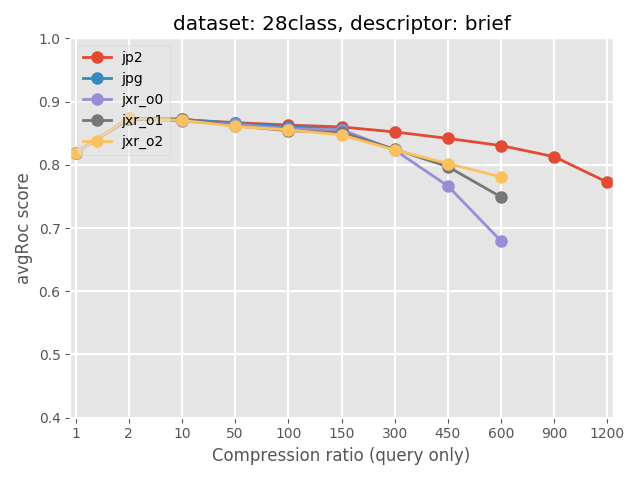 dataset: 28class, descriptor: brief
1.0
0.9
0.8
0.7
0.6
0.5
0.4
avgRoc score
jp2
jpg
jxr_o0
jxr_o1
jxr_o2
1 2 10 50 100 150 300 450 600 900 1200
Compression ratio (query only)